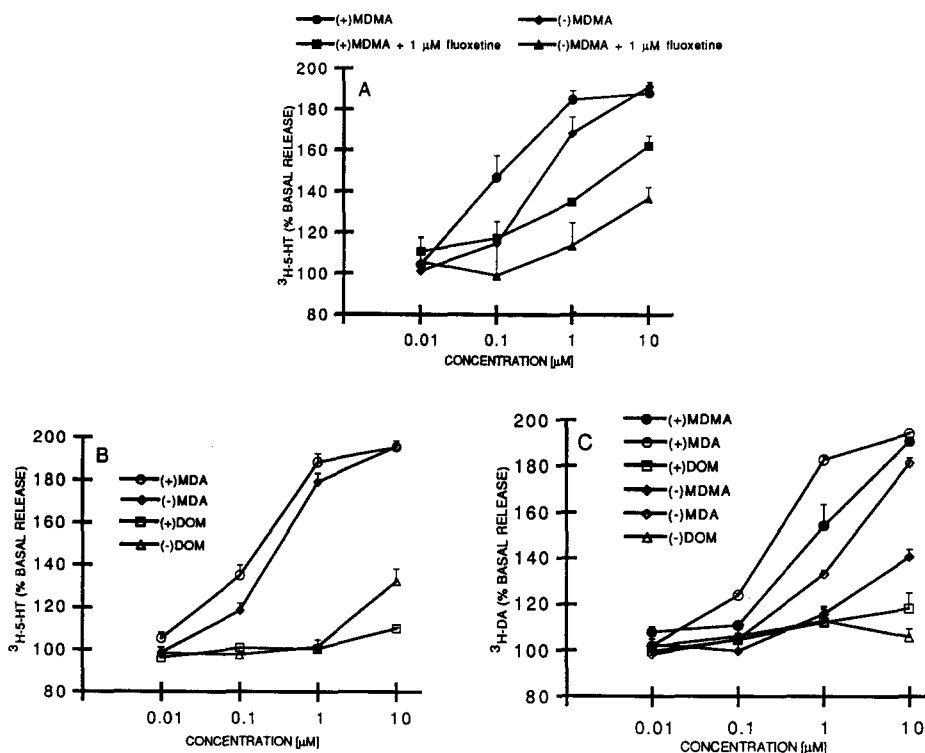 (+)MDMA
(-)MDMA
(+)MDMA + 1 μM fluoxetine
(-)MDMA + 1 μM fluoxetine
A
³H-5-HT (% BASAL RELEASE)
200
180
160
140
120
100
80
0.01 0.1 1 10
CONCENTRATION [μM]
B
(+)MDA
(-)MDA
(+)DOM
(-)DOM
³H-5-HT (% BASAL RELEASE)
200
180
160
140
120
100
80
0.01 0.1 1 10
CONCENTRATION [μM]
C
(+)MDMA
(+)MDA
(+)DOM
(-)MDMA
(-)MDA
(-)DOM
³H-DA (% BASAL RELEASE)
200
180
160
140
120
100
80
0.01 0.1 1 10
CONCENTRATION [μM]